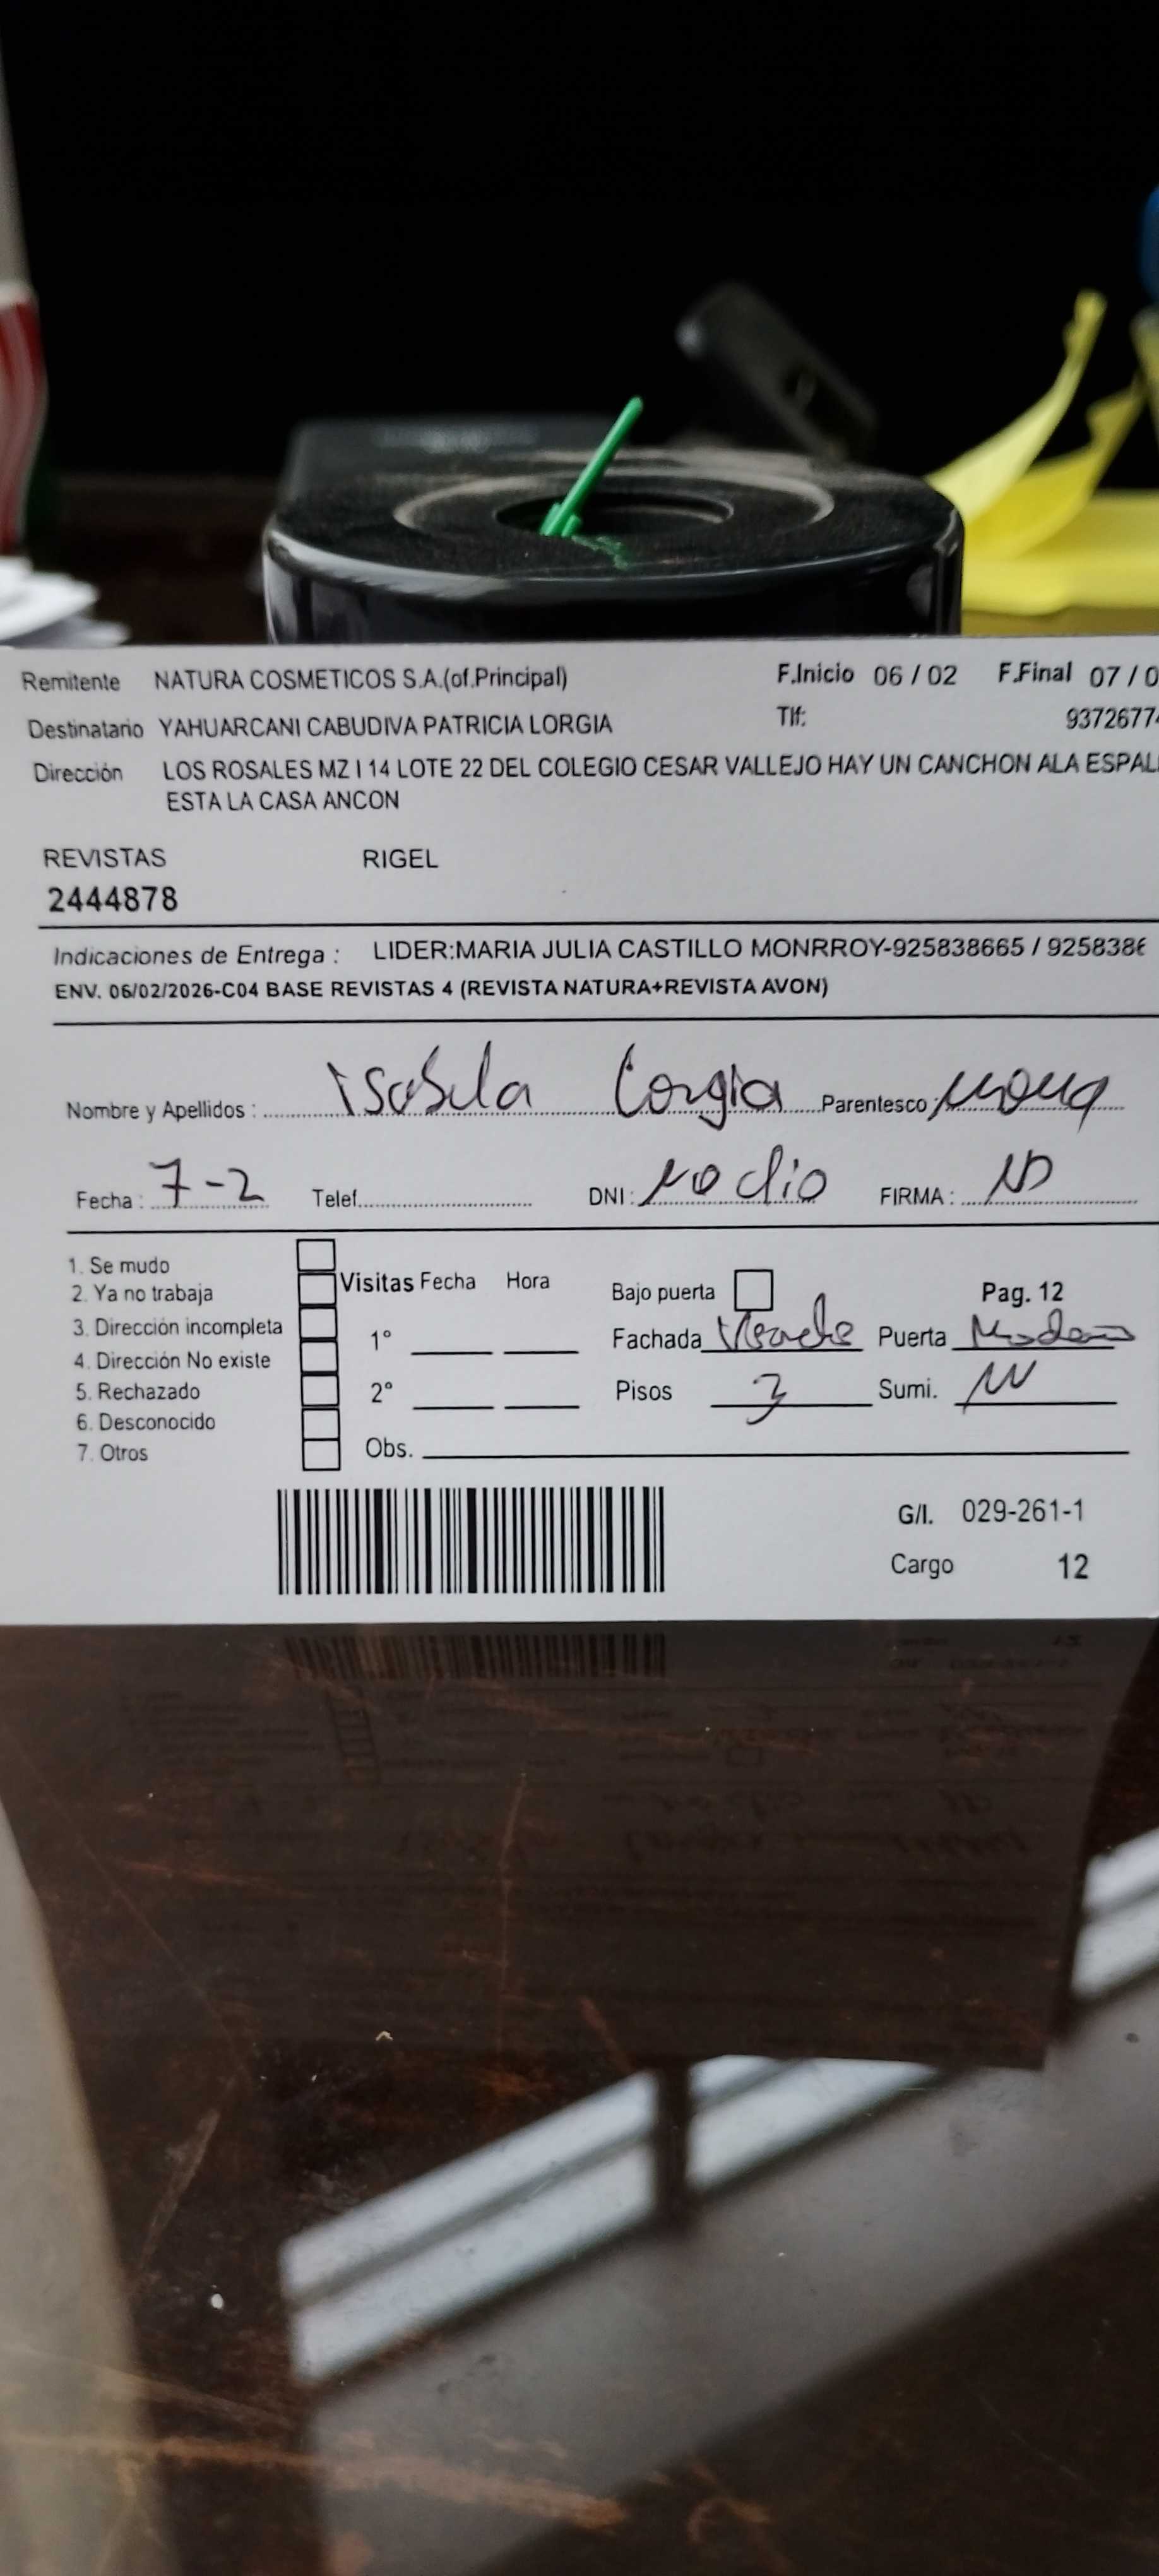 Remitente NATURA COSMETICOS S.A.(of.Principal) F.Inicio 06 / 02 F.Final 07 / 0
Destinatario YAHUARCANI CABUDIVA PATRICIA LORGIA Tlf: 9372677
Dirección LOS ROSALES MZ I 14 LOTE 22 DEL COLEGIO CESAR VALLEJO HAY UN CANCHON ALA ESPAL
ESTA LA CASA ANCON
REVISTAS RIGEL
2444878
Indicaciones de Entrega : LIDER:MARIA JULIA CASTILLO MONRROY-925838665 / 925838
ENV. 06/02/2026-C04 BASE REVISTAS 4 (REVISTA NATURA+REVISTA AVON)
Nombre y Apellidos : Isabela Lorgia Parentesco :
Fecha : 7-2 Telef. DNI : no dio FIRMA :
1. Se mudo
2. Ya no trabaja Visitas Fecha Hora Bajo puerta Pag. 12
3. Dirección incompleta 1° Fachada Puerta
4. Dirección No existe
5. Rechazado 2° Pisos 3 Sumi.
6. Desconocido
7. Otros Obs.
G/I. 029-261-1
Cargo 12